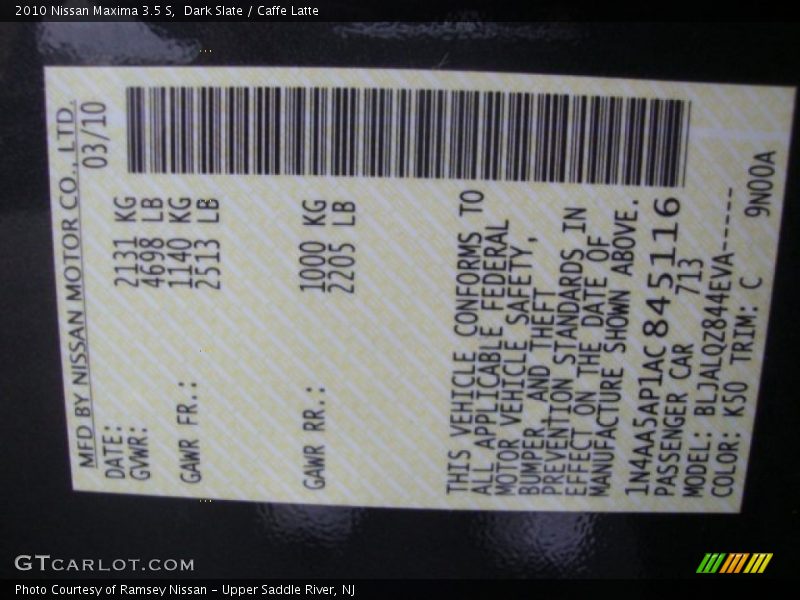 2010 Nissan Maxima 3.5 S,  Dark Slate / Caffe Latte
MFD BY NISSAN MOTOR CO., LTD.
DATE: 03/10
GVWR: 2131 KG
4698 LB
GAWR FR.: 1140 KG
2513 LB
GAWR RR.: 1000 KG
2205 LB
THIS VEHICLE CONFORMS TO
ALL APPLICABLE FEDERAL
MOTOR VEHICLE SAFETY,
BUMPER AND THEFT
PREVENTION STANDARDS IN
EFFECT ON THE DATE OF
MANUFACTURE SHOWN ABOVE.
1N4AA5AP1AC845116
PASSENGER CAR 713
MODEL: BLJALQZ844EVA-----
COLOR: K50 TRIM: C 9N00A
GTCARLOT.COM
Photo Courtesy of Ramsey Nissan - Upper Saddle River, NJ